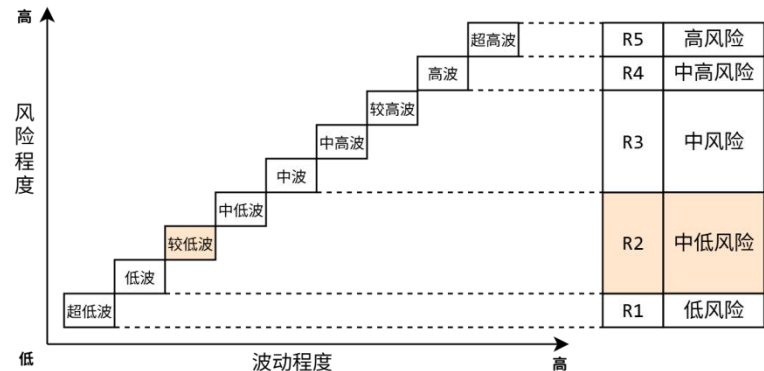 高
超高波
R5 高风险
高波
R4 中高风险
较高波
风险程度
中高波
R3 中风险
中波
中低波
较低波
R2 中低风险
低波
超低波
R1 低风险
低
波动程度
高